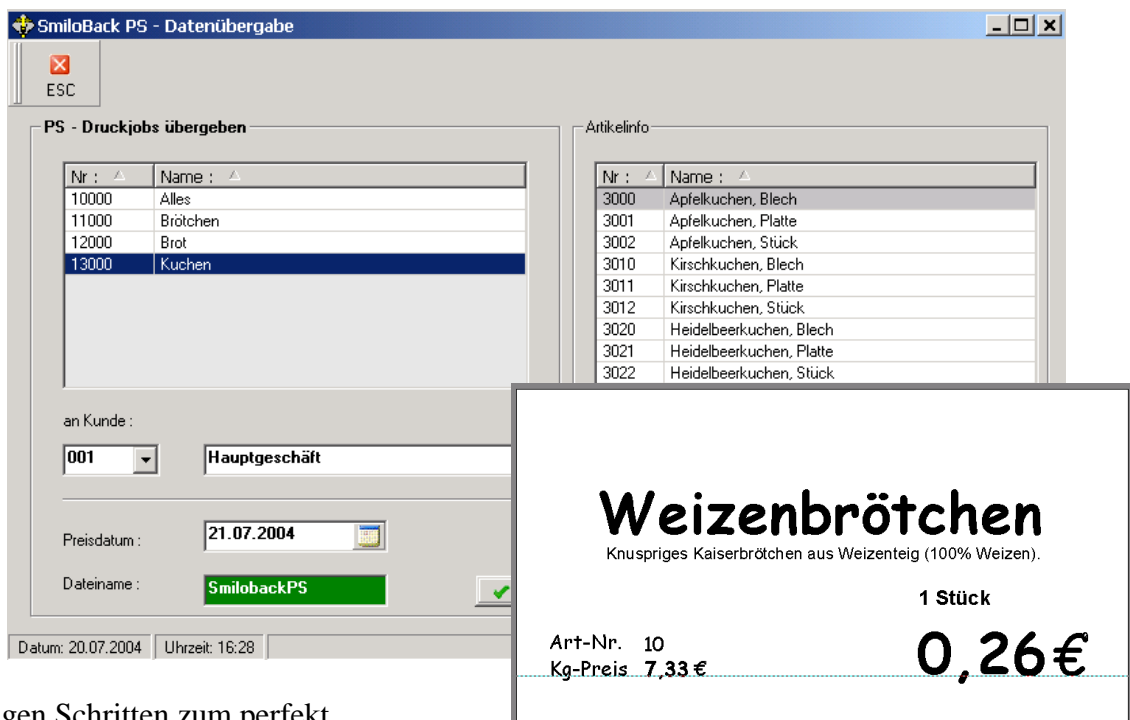 SmiloBack PS - Datenübergabe
ESC
PS - Druckjobs übergeben
Nr : Name :
10000 Alles
11000 Brötchen
12000 Brot
13000 Kuchen
an Kunde :
001 Hauptgeschäft
Preisdatum : 21.07.2004
Dateiname : SmilobackPS
Datum: 20.07.2004 Uhrzeit: 16:28
Artikelinfo
Nr : Name :
3000 Apfelkuchen, Blech
3001 Apfelkuchen, Platte
3002 Apfelkuchen, Stück
3010 Kirschkuchen, Blech
3011 Kirschkuchen, Platte
3012 Kirschkuchen, Stück
3020 Heidelbeerkuchen, Blech
3021 Heidelbeerkuchen, Platte
3022 Heidelbeerkuchen, Stück
Weizenbrötchen
Knuspriges Kaiserbrötchen aus Weizenteig (100% Weizen).
1 Stück
Art-Nr. 10
Kg-Preis 7,33 €
0,26€
gen Schritten zum perfekt